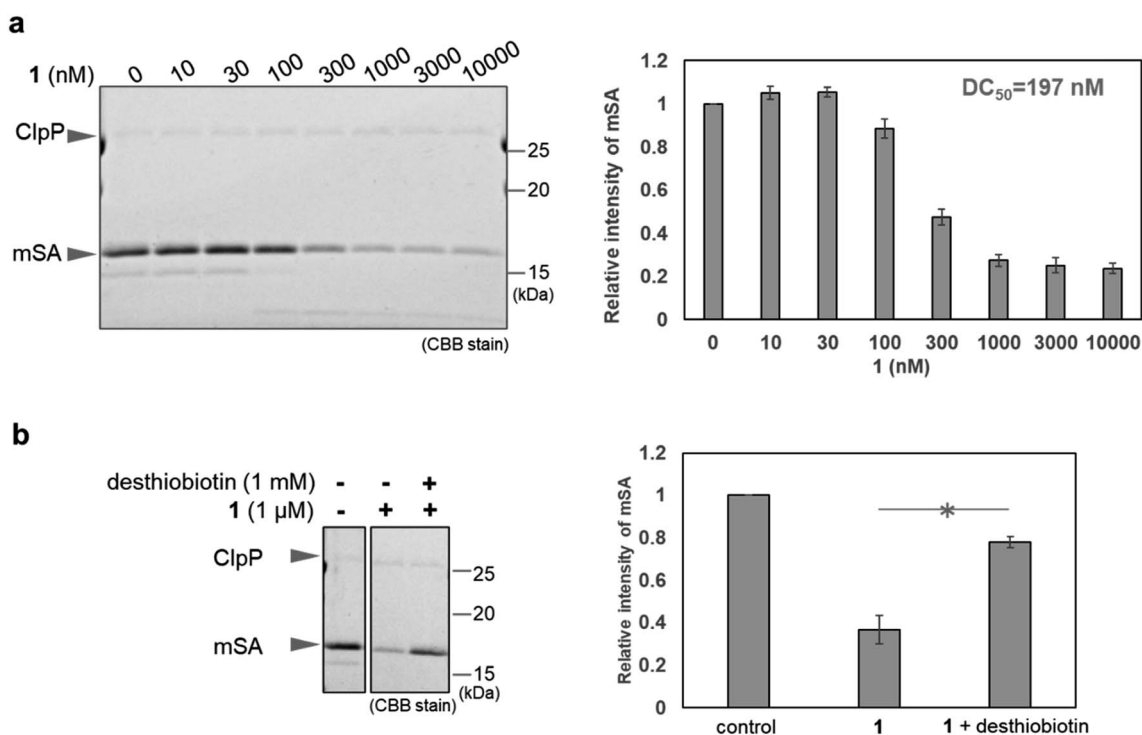 a
1 (nM) 0 10 30 100 300 1000 3000 10000
ClpP
25
20
mSA
15
(kDa)
(CBB stain)
1.2
1
0.8
0.6
0.4
0.2
0
Relative intensity of mSA
DC50=197 nM
0 10 30 100 300 1000 3000 10000
1 (nM)
b
desthiobiotin (1 mM) - - +
1 (1 μM) - + +
ClpP
25
20
mSA
15
(kDa)
(CBB stain)
1.2
1
0.8
0.6
0.4
0.2
0
Relative intensity of mSA
*
control 1 1 + desthiobiotin